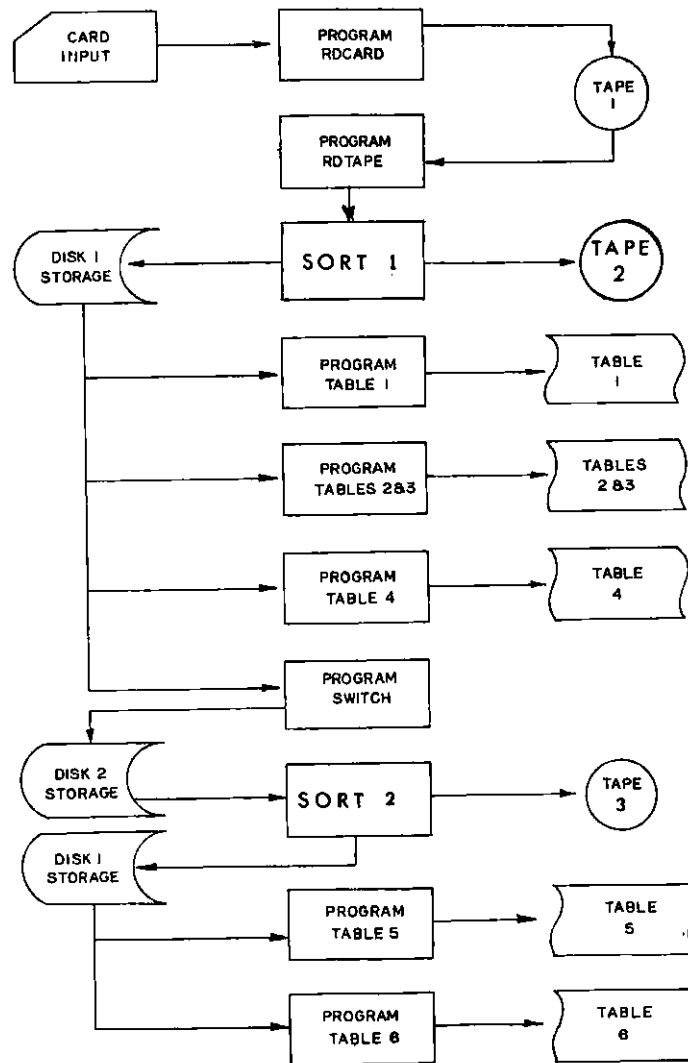 CARD
INPUT
PROGRAM
RDCARD
TAPE
1
PROGRAM
RDTAPE
DISK 1
STORAGE
SORT 1
TAPE
2
PROGRAM
TABLE 1
TABLE
1
PROGRAM
TABLES 2&3
TABLES
2&3
PROGRAM
TABLE 4
TABLE
4
PROGRAM
SWITCH
DISK 2
STORAGE
SORT 2
TAPE
3
DISK 1
STORAGE
PROGRAM
TABLE 5
TABLE
5
PROGRAM
TABLE 6
TABLE
6